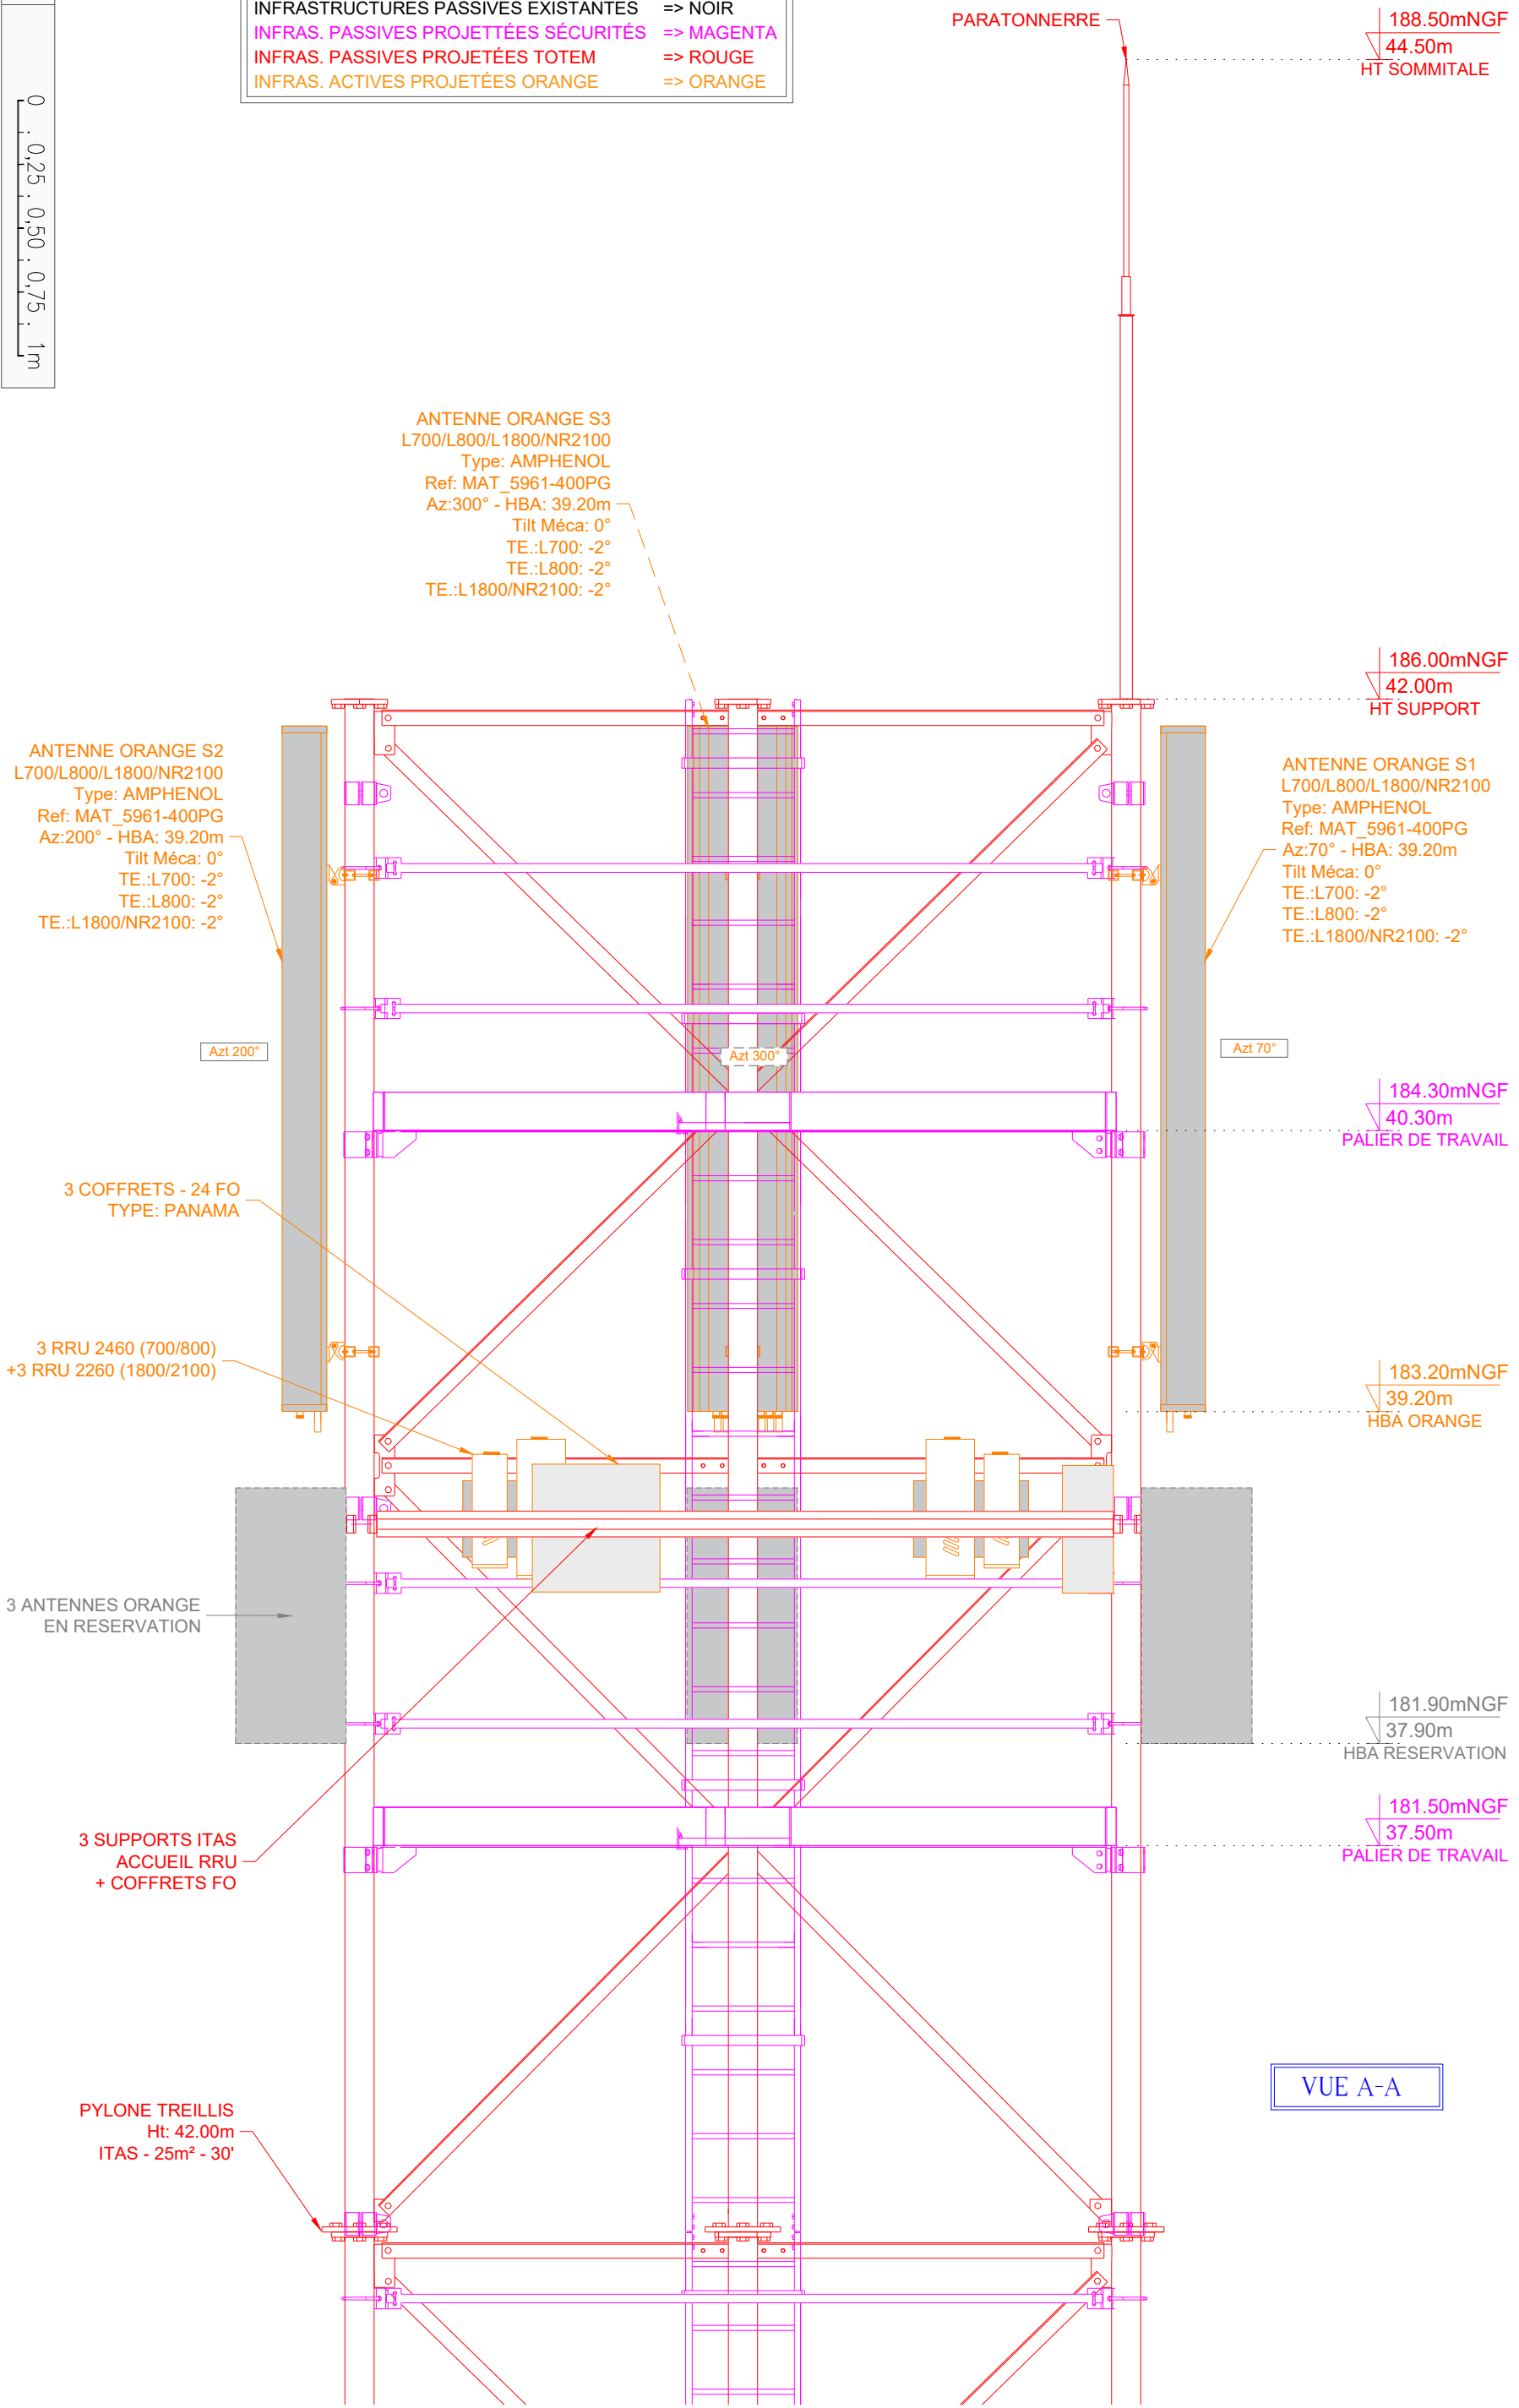 INFRASTRUCTURES PASSIVES EXISTANTES => NOIR
INFRAS. PASSIVES PROJETTÉES SÉCURITÉS => MAGENTA
INFRAS. PASSIVES PROJETÉES TOTEM => ROUGE
INFRAS. ACTIVES PROJETÉES ORANGE => ORANGE
0 . 0,25 . 0,50 . 0,75 . 1m
PARATONNERRE
188.50mNGF
44.50m
HT SOMMITALE
ANTENNE ORANGE S3
L700/L800/L1800/NR2100
Type: AMPHENOL
Ref: MAT_5961-400PG
Az:300° - HBA: 39.20m
Tilt Méca: 0°
TE.:L700: -2°
TE.:L800: -2°
TE.:L1800/NR2100: -2°
186.00mNGF
42.00m
HT SUPPORT
ANTENNE ORANGE S2
L700/L800/L1800/NR2100
Type: AMPHENOL
Ref: MAT_5961-400PG
Az:200° - HBA: 39.20m
Tilt Méca: 0°
TE.:L700: -2°
TE.:L800: -2°
TE.:L1800/NR2100: -2°
ANTENNE ORANGE S1
L700/L800/L1800/NR2100
Type: AMPHENOL
Ref: MAT_5961-400PG
Az:70° - HBA: 39.20m
Tilt Méca: 0°
TE.:L700: -2°
TE.:L800: -2°
TE.:L1800/NR2100: -2°
Azt 200°
Azt 300°
Azt 70°
184.30mNGF
40.30m
PALIER DE TRAVAIL
3 COFFRETS - 24 FO
TYPE: PANAMA
3 RRU 2460 (700/800)
+3 RRU 2260 (1800/2100)
183.20mNGF
39.20m
HBA ORANGE
3 ANTENNES ORANGE
EN RESERVATION
181.90mNGF
37.90m
HBA RESERVATION
181.50mNGF
37.50m
PALIER DE TRAVAIL
3 SUPPORTS ITAS
ACCUEIL RRU
+ COFFRETS FO
VUE A-A
PYLONE TREILLIS
Ht: 42.00m
ITAS - 25m² - 30'